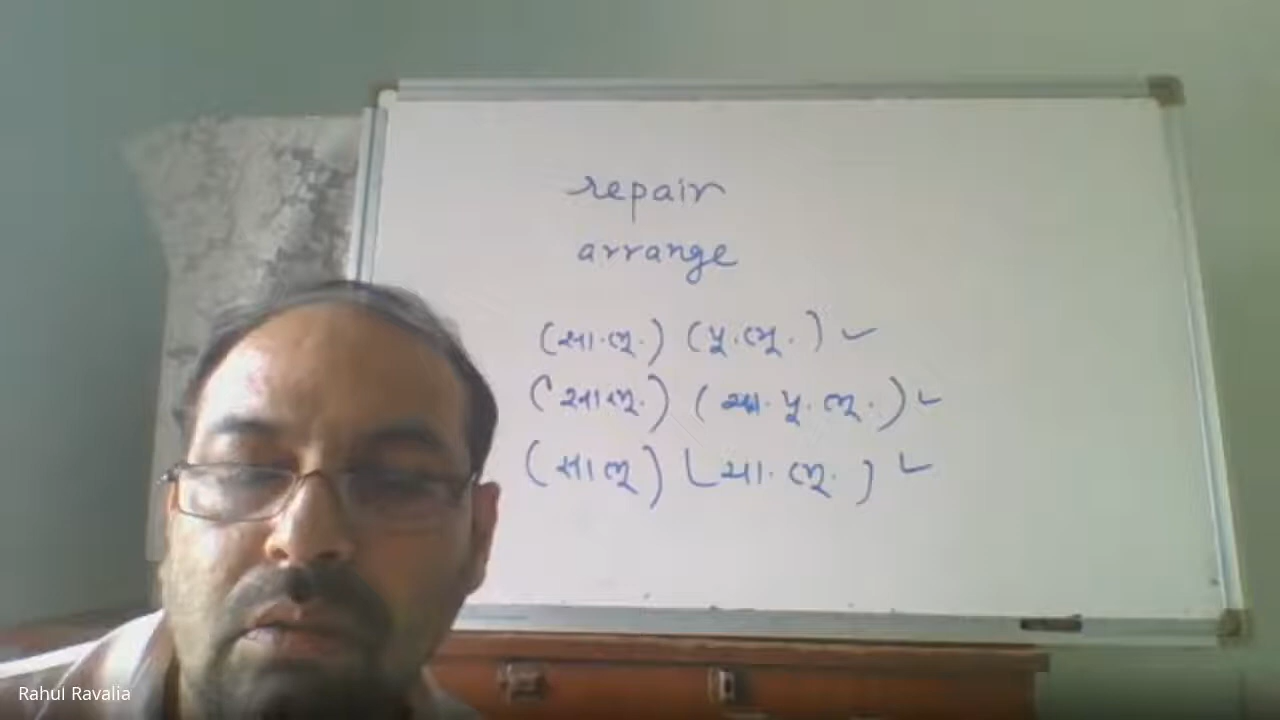 repair
arrange
(સા.ભૂ.) (પૂ.ભૂ.) ✓
(સા.ભૂ.) (ચા.પૂ.ભૂ.) ✓
(સા ભૂ) (ચા.ભૂ.) ✓
Rahul Ravalia